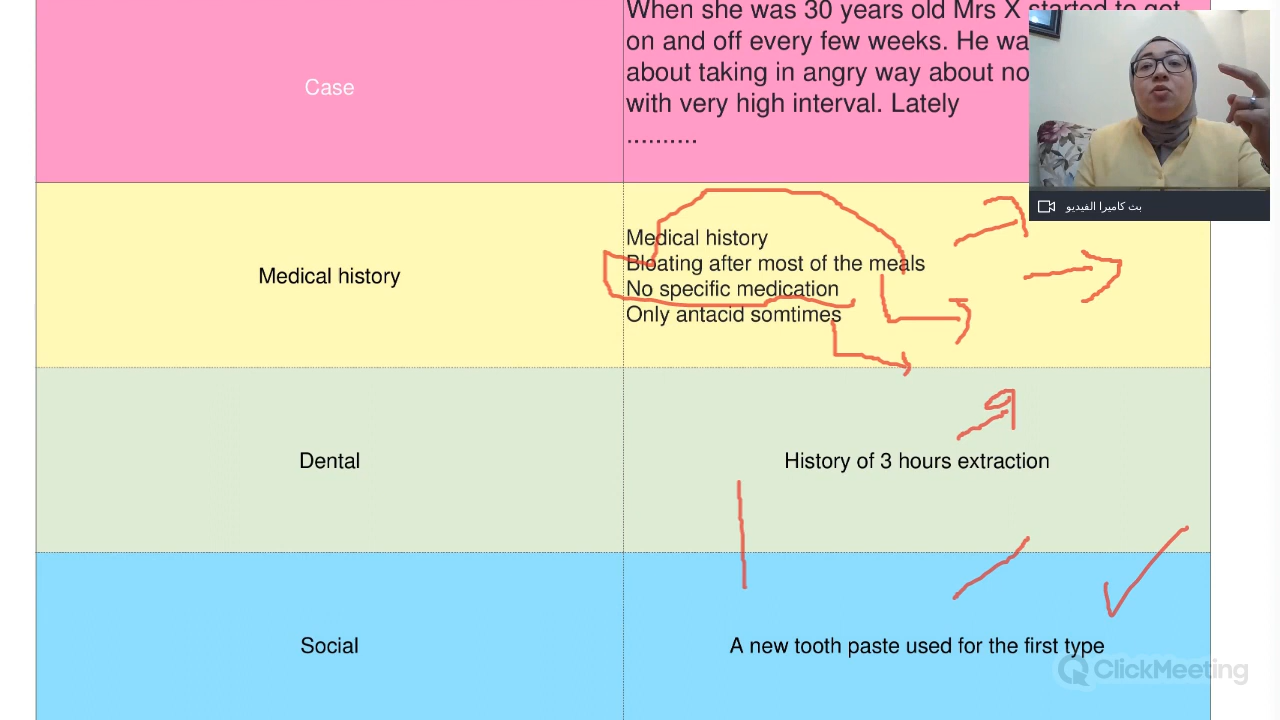 When she was 30 years old Mrs X started to get
on and off every few weeks. He wa
Case
about taking in angry way about no
with very high interval. Lately
..........
بث كاميرا الفيديو
Medical history
Medical history
Bloating after most of the meals
No specific medication
Only antacid somtimes
Dental
History of 3 hours extraction
Social
A new tooth paste used for the first type
ClickMeeting